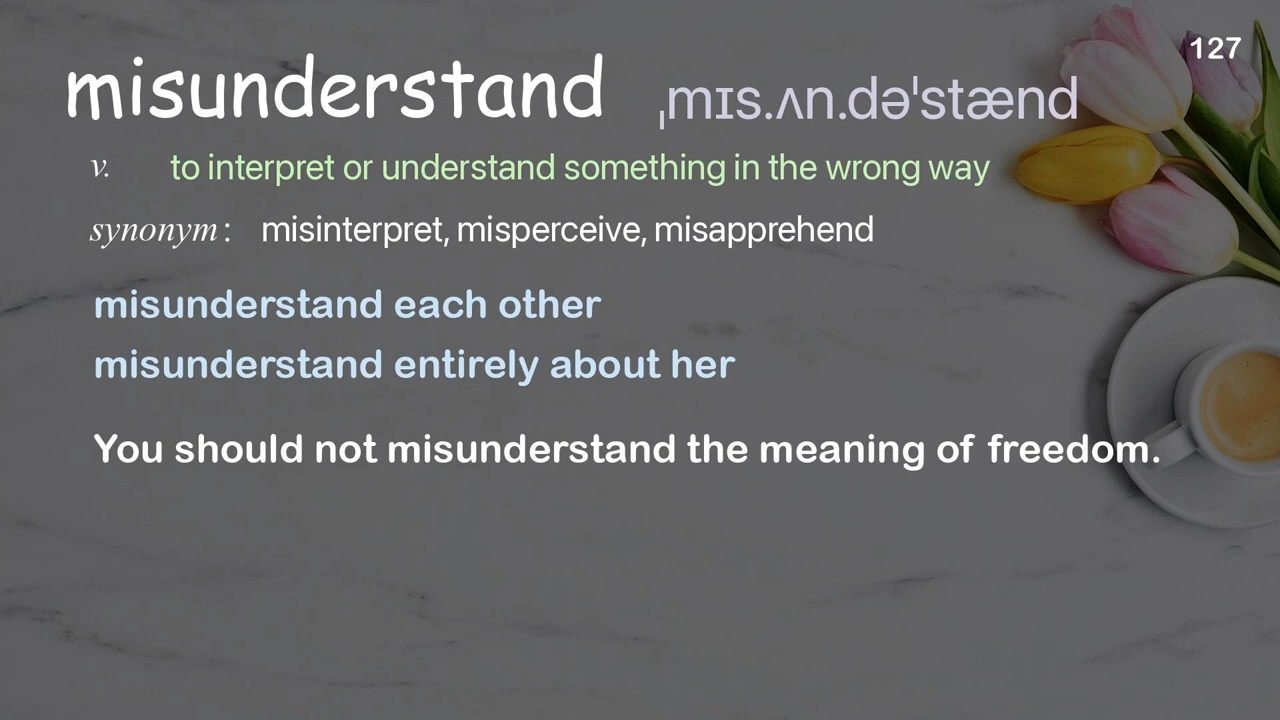 127
misunderstand ˌmɪs.ʌn.dəˈstænd
v. to interpret or understand something in the wrong way
synonym: misinterpret, misperceive, misapprehend
misunderstand each other
misunderstand entirely about her
You should not misunderstand the meaning of freedom.